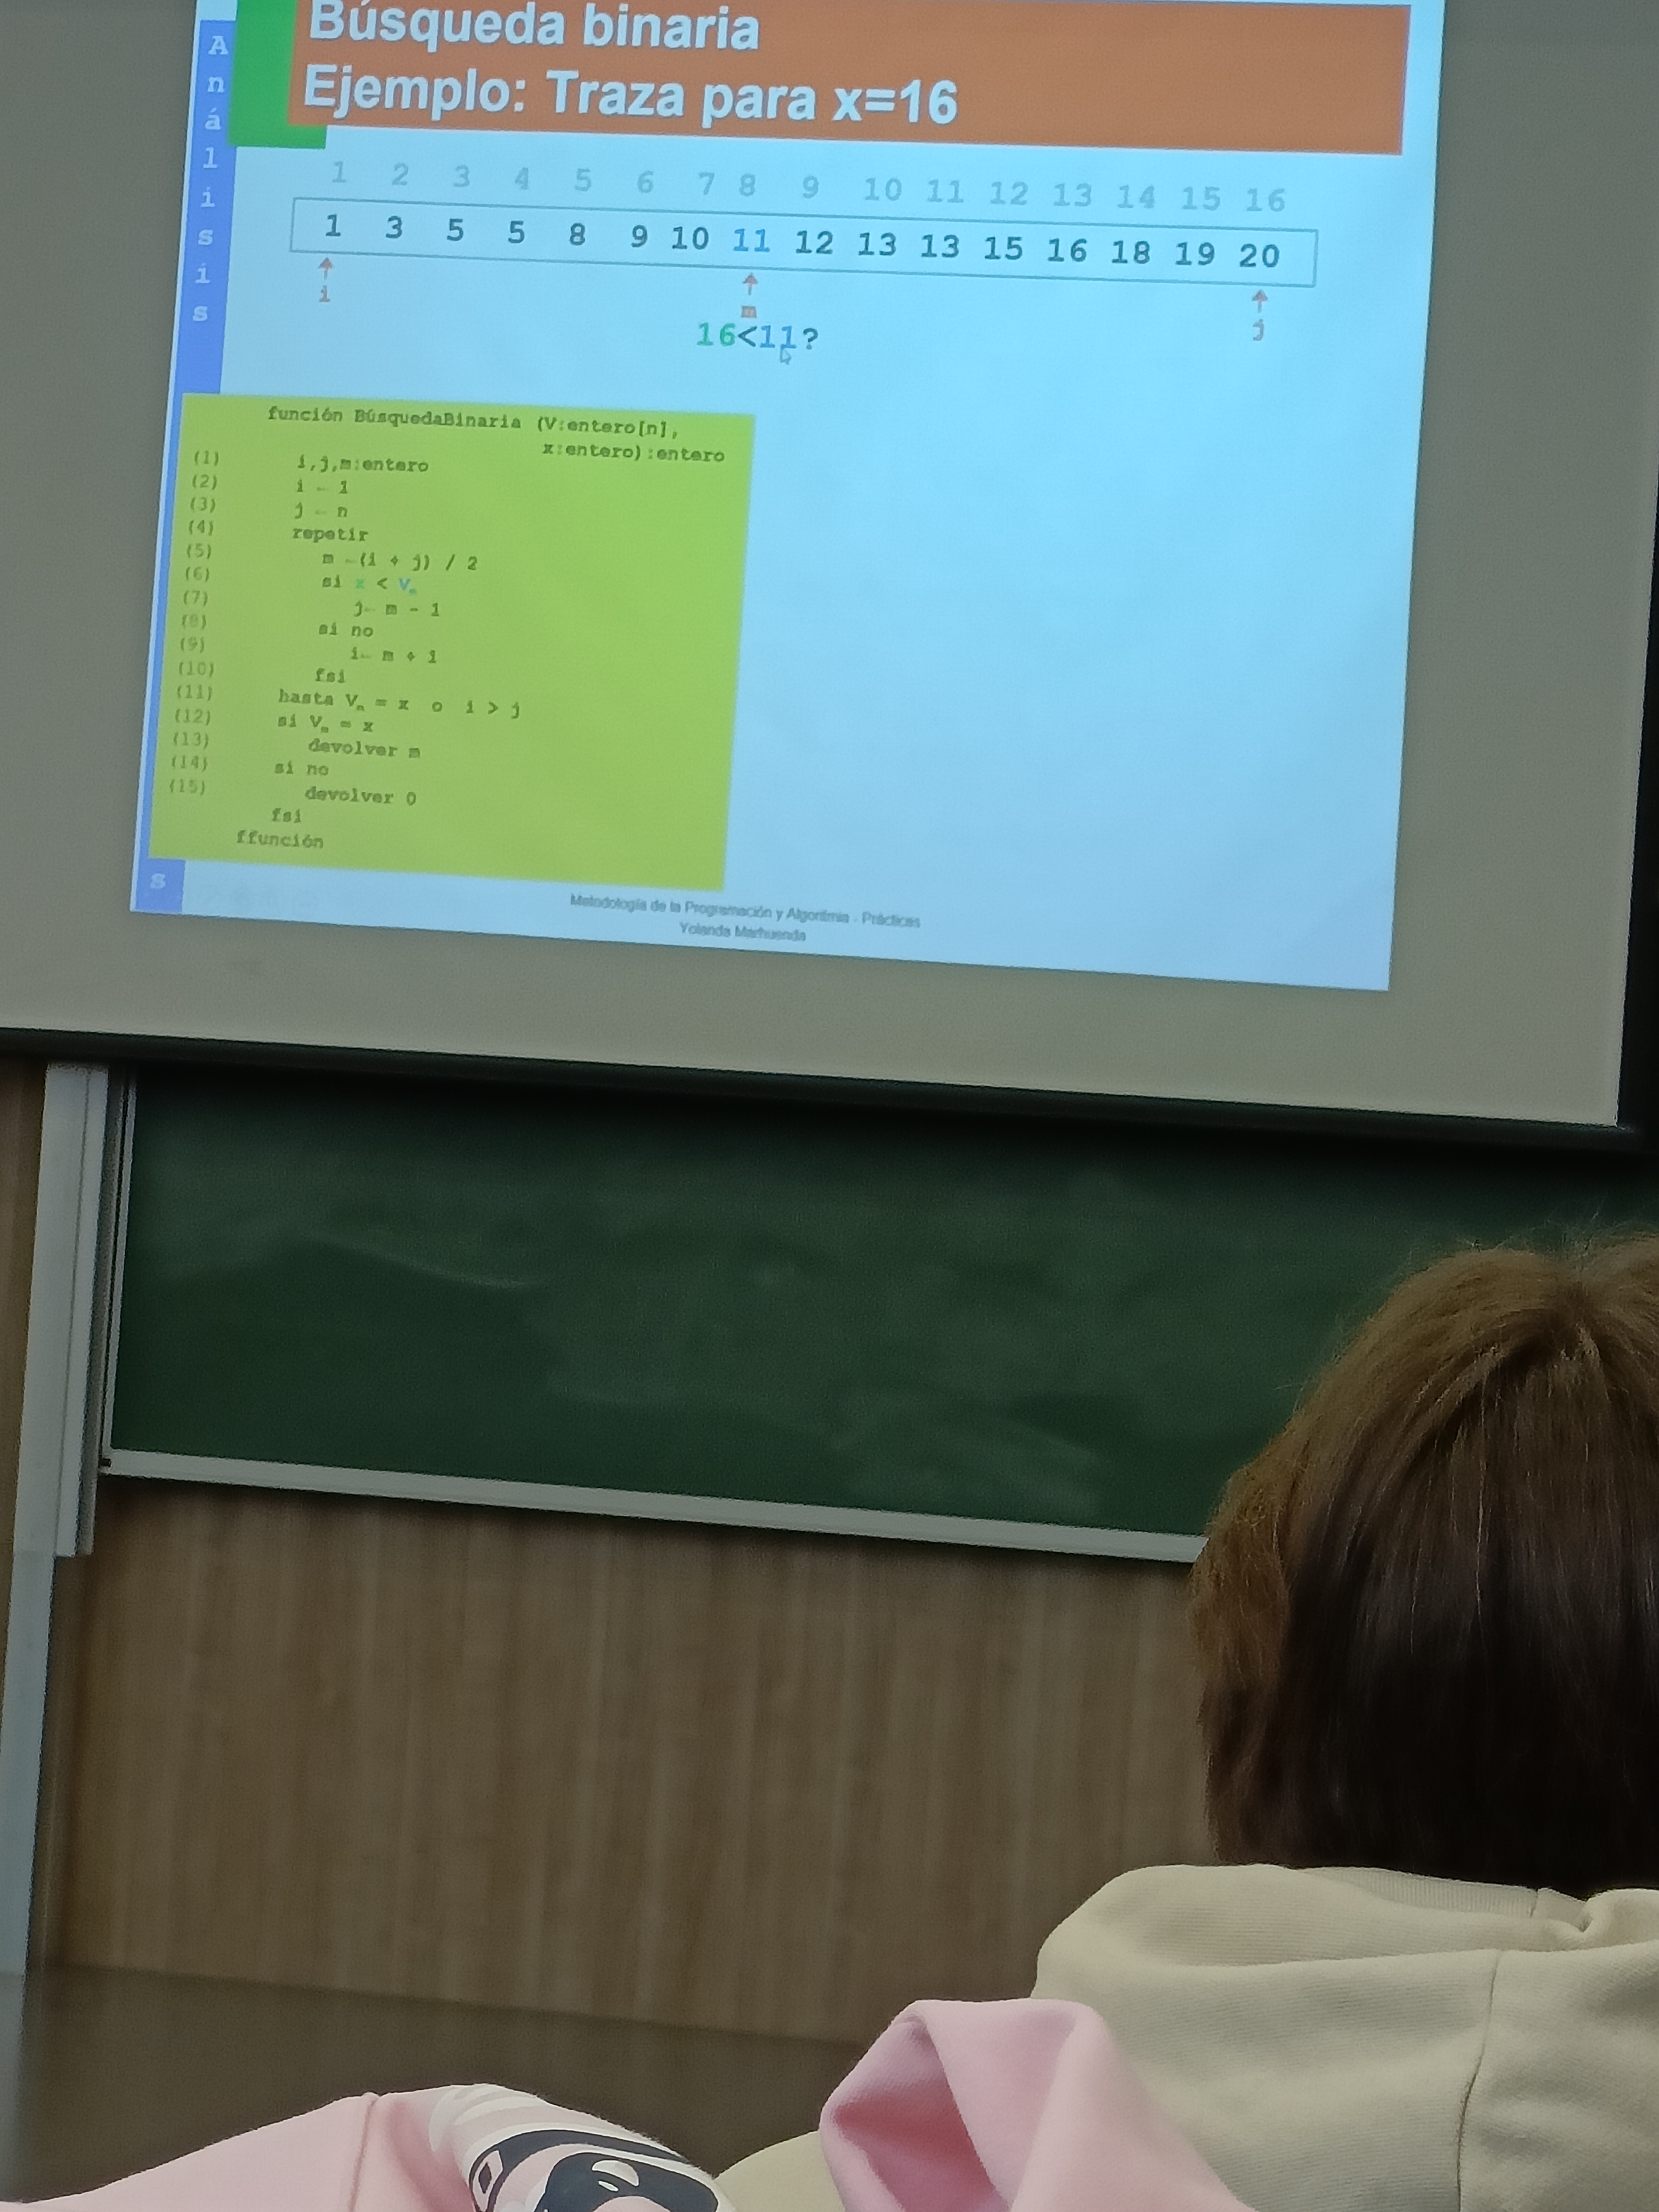 Búsqueda binaria
Ejemplo: Traza para x=16
Análisis
1 2 3 4 5 6 7 8 9 10 11 12 13 14 15 16
1 3 5 5 8 9 10 11 12 13 13 15 16 18 19 20
i m j
16<11?
función BúsquedaBinaria (V:entero[n],
x:entero):entero
(1) i,j,m:entero
(2) i ← 1
(3) j ← n
(4) repetir
(5) m ←(i + j) / 2
(6) si x < Vm
(7) j← m - 1
(8) si no
(9) i← m + 1
(10) fsi
(11) hasta Vm = x o i > j
(12) si Vm = x
(13) devolver m
(14) si no
(15) devolver 0
fsi
ffunción
s
Metodología de la Programación y Algoritmia - Prácticas
Yolanda Marhuenda